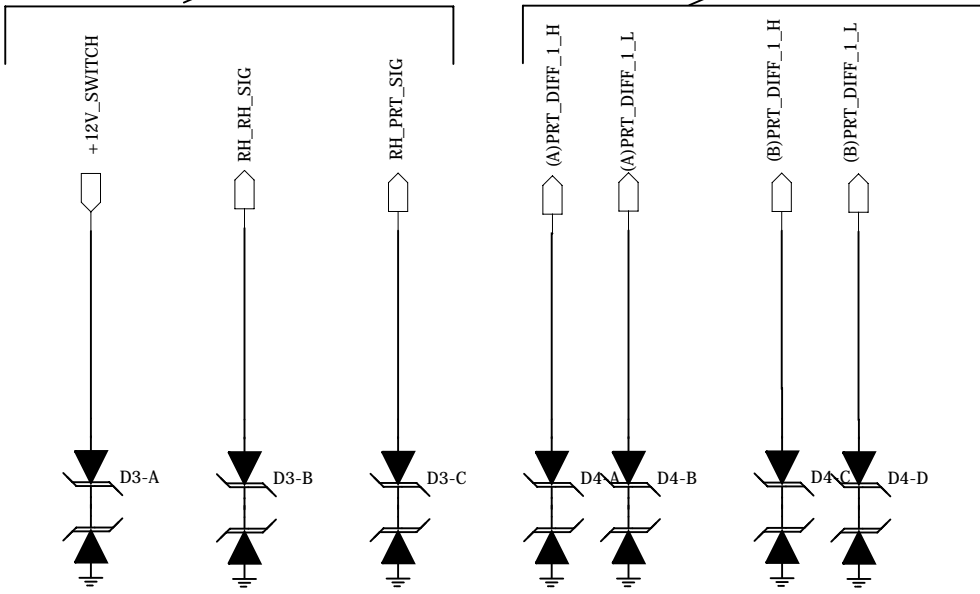 +12V_SWITCH
RH_RH_SIG
RH_PRT_SIG
(A)PRT_DIFF_1_H
(A)PRT_DIFF_1_L
(B)PRT_DIFF_1_H
(B)PRT_DIFF_1_L
D3-A
D3-B
D3-C
D4-A
D4-B
D4-C
D4-D